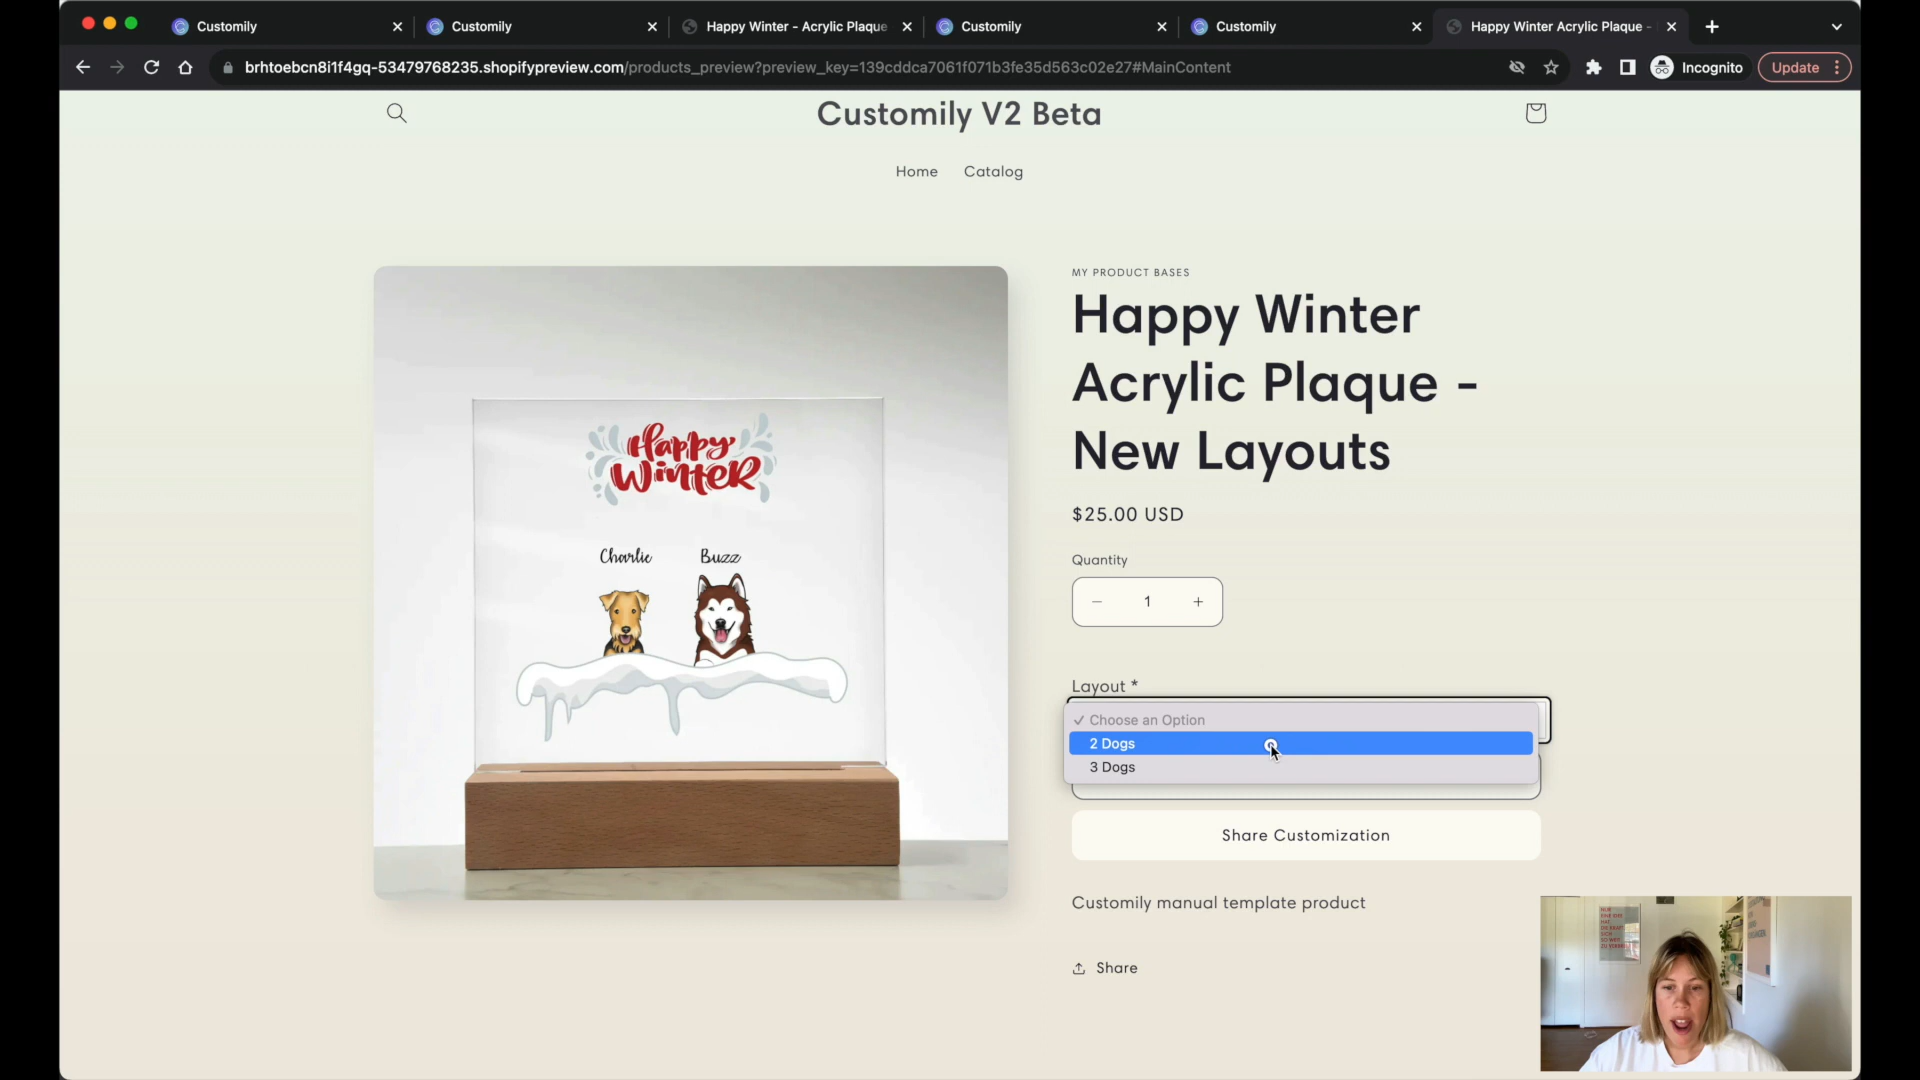 Customily
Customily
Happy Winter - Acrylic Plaque
Customily
Customily
Happy Winter Acrylic Plaque -
brhtoebcn8i1f4gq-53479768235.shopifypreview.com/products_preview?preview_key=139cddca7061f071b3fe35d563c02e27#MainContent
Incognito
Update
Customily V2 Beta
Home
Catalog
MY PRODUCT BASES
Happy Winter
Acrylic Plaque -
New Layouts
$25.00 USD
Quantity
− 1 +
Layout *
✓ Choose an Option
2 Dogs
3 Dogs
Share Customization
Customily manual template product
Share
Happy
Winter
Charlie
Buzz